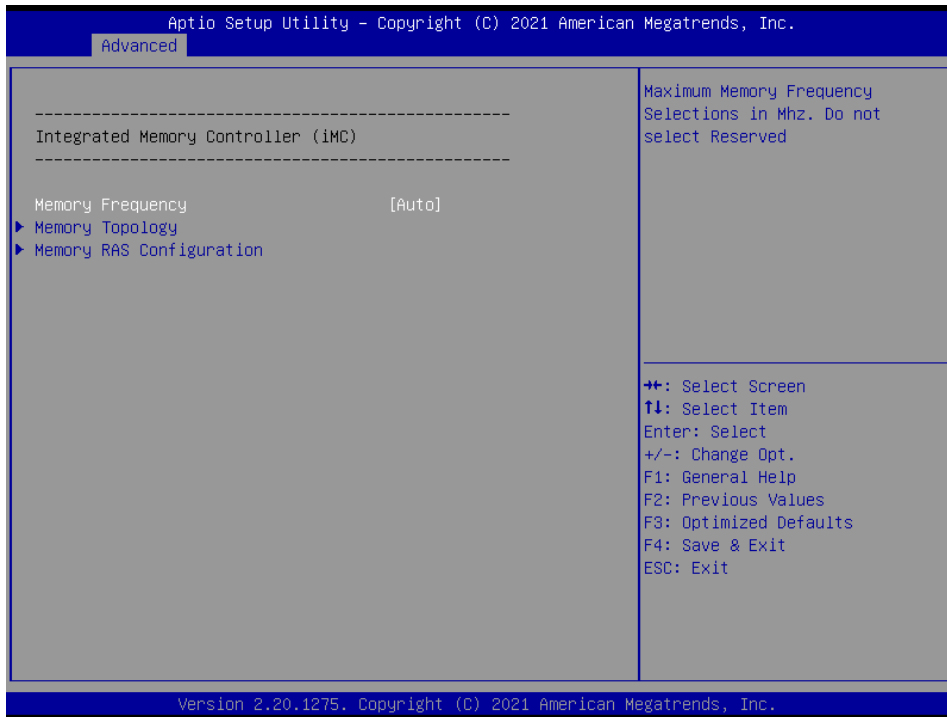 Aptio Setup Utility – Copyright (C) 2021 American Megatrends, Inc.
Advanced
--------------------------------------------------
Integrated Memory Controller (iMC)
--------------------------------------------------
Memory Frequency [Auto]
▶ Memory Topology
▶ Memory RAS Configuration
Maximum Memory Frequency
Selections in Mhz. Do not
select Reserved
→←: Select Screen
↑↓: Select Item
Enter: Select
+/-: Change Opt.
F1: General Help
F2: Previous Values
F3: Optimized Defaults
F4: Save & Exit
ESC: Exit
Version 2.20.1275. Copyright (C) 2021 American Megatrends, Inc.